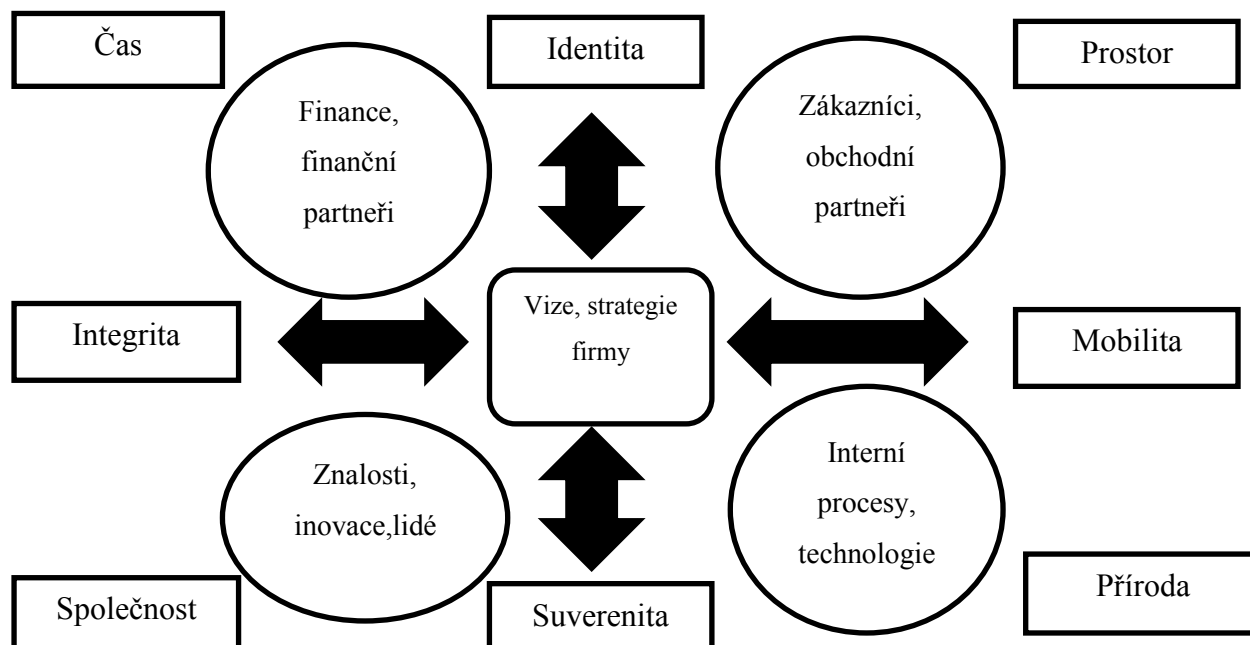 Čas
Identita
Prostor
Finance,
finanční
partneři
Zákazníci,
obchodní
partneři
Integrita
Vize, strategie
firmy
Mobilita
Znalosti,
inovace,lidé
Interní
procesy,
technologie
Společnost
Suverenita
Příroda